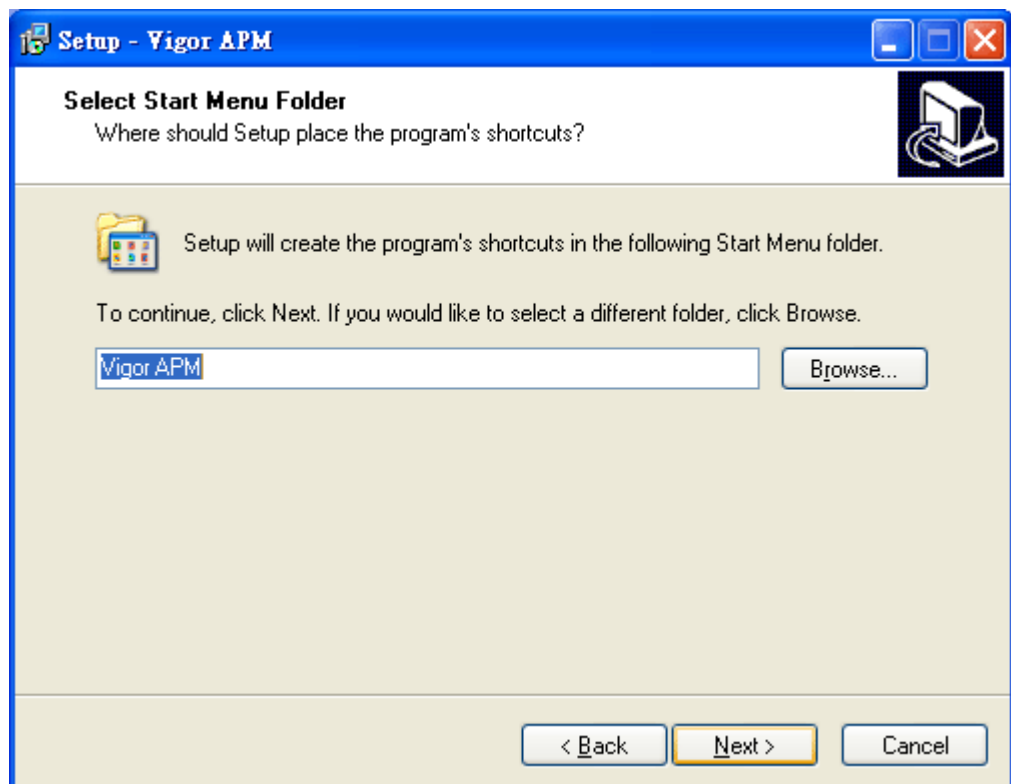 Setup - Vigor APM
Select Start Menu Folder
Where should Setup place the program's shortcuts?
Setup will create the program's shortcuts in the following Start Menu folder.
To continue, click Next. If you would like to select a different folder, click Browse.
Vigor APM
Browse...
< Back
Next >
Cancel